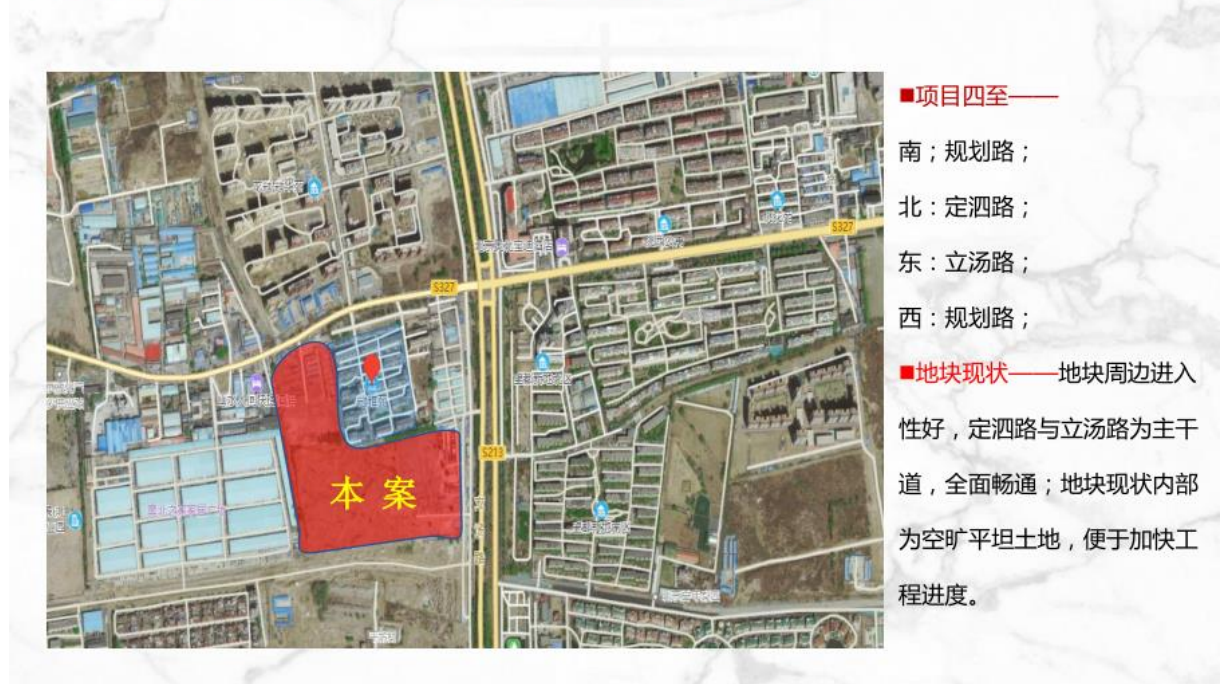 ■项目四至——
南；规划路；
北：定泗路；
东：立汤路；
西：规划路；
■地块现状——地块周边进入
性好，定泗路与立汤路为主干
道，全面畅通；地块现状内部
为空旷平坦土地，便于加快工
程进度。
S327
S327
S213
本案